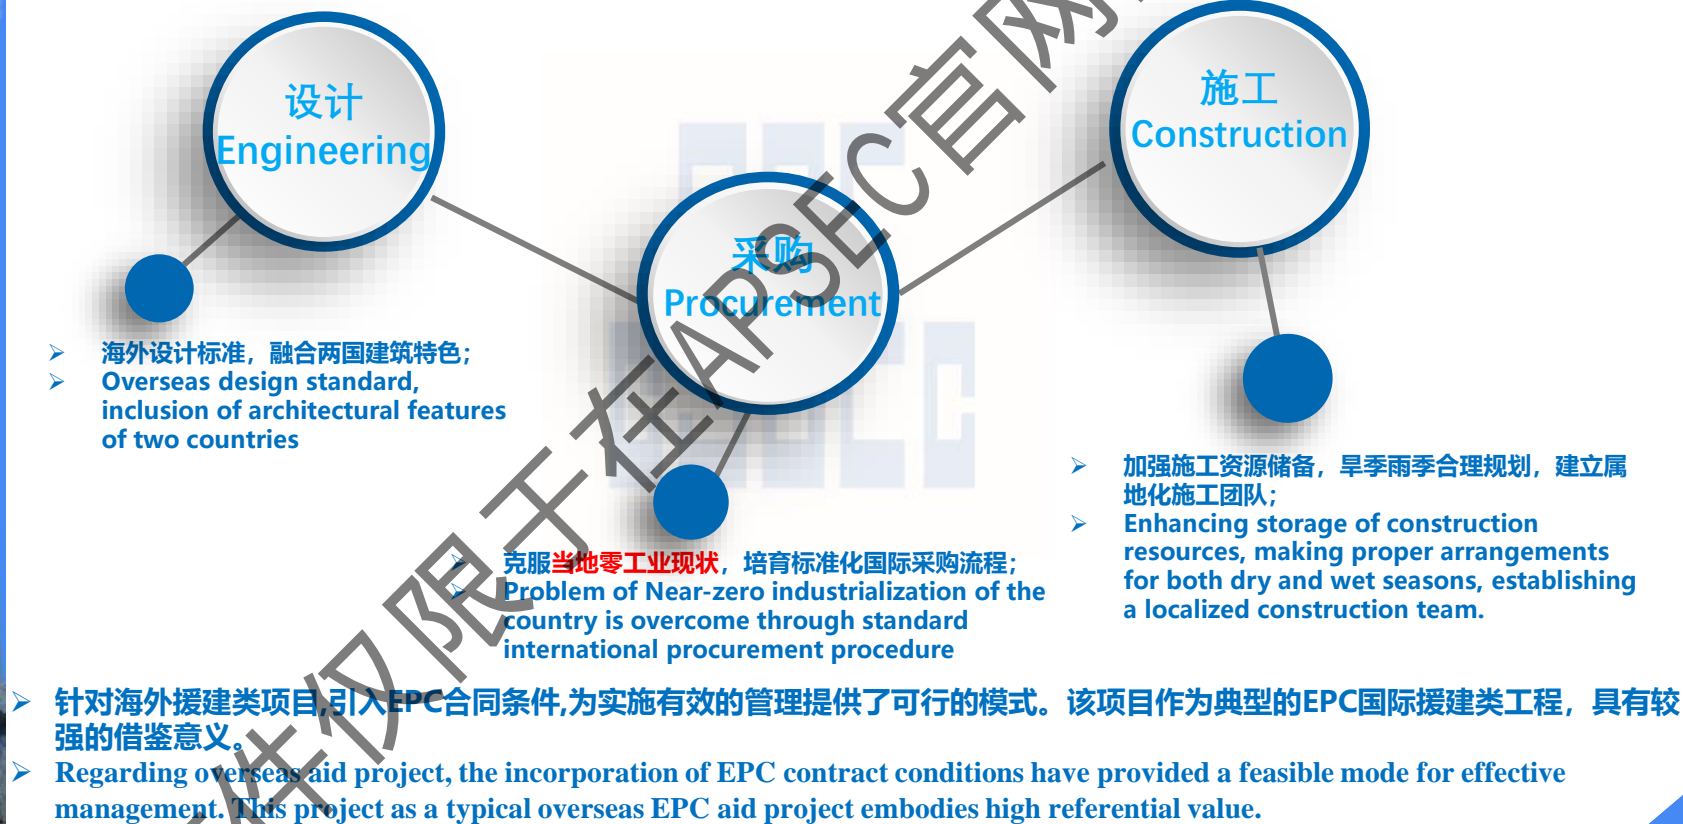 设计
Engineering
采购
Procurement
施工
Construction
海外设计标准，融合两国建筑特色；
Overseas design standard,
inclusion of architectural features
of two countries
克服当地零工业现状，培育标准化国际采购流程；
Problem of Near-zero industrialization of the
country is overcome through standard
international procurement procedure
加强施工资源储备，旱季雨季合理规划，建立属
地化施工团队；
Enhancing storage of construction
resources, making proper arrangements
for both dry and wet seasons, establishing
a localized construction team.
针对海外援建类项目,引入EPC合同条件,为实施有效的管理提供了可行的模式。该项目作为典型的EPC国际援建类工程，具有较
强的借鉴意义。
Regarding overseas aid project, the incorporation of EPC contract conditions have provided a feasible mode for effective
management. This project as a typical overseas EPC aid project embodies high referential value.
件仅限于在APSEC官网